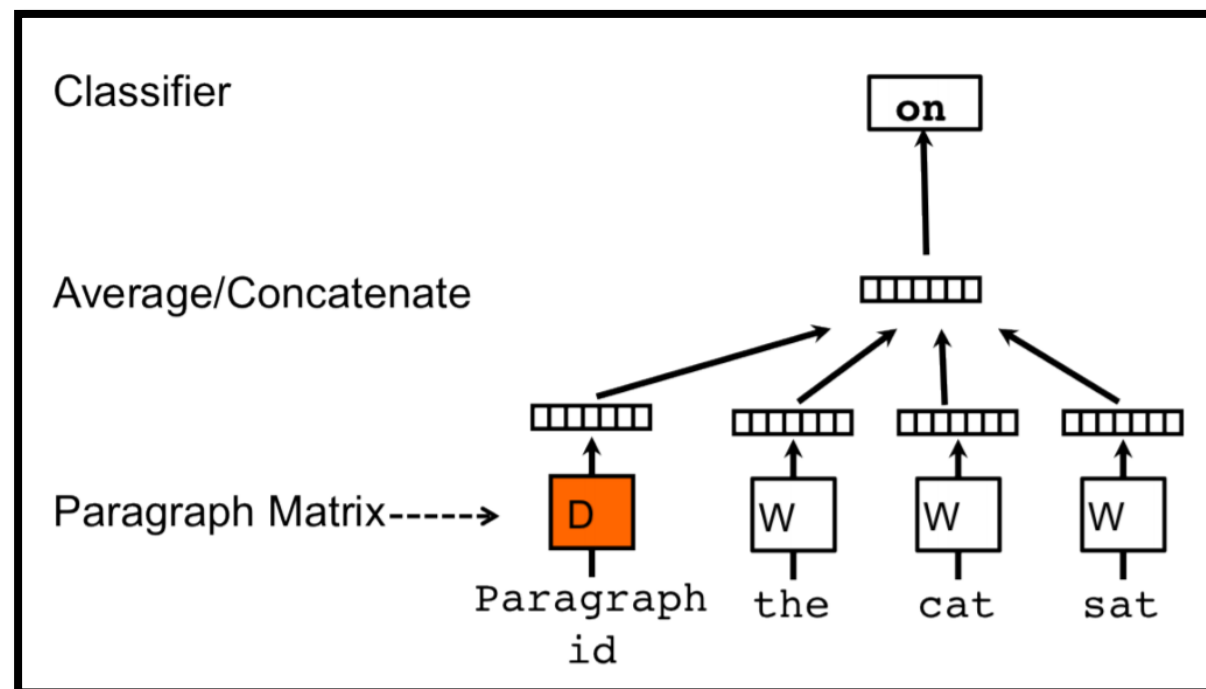 Classifier
on
Average/Concatenate
Paragraph Matrix
D
W
W
W
Paragraph
id
the
cat
sat